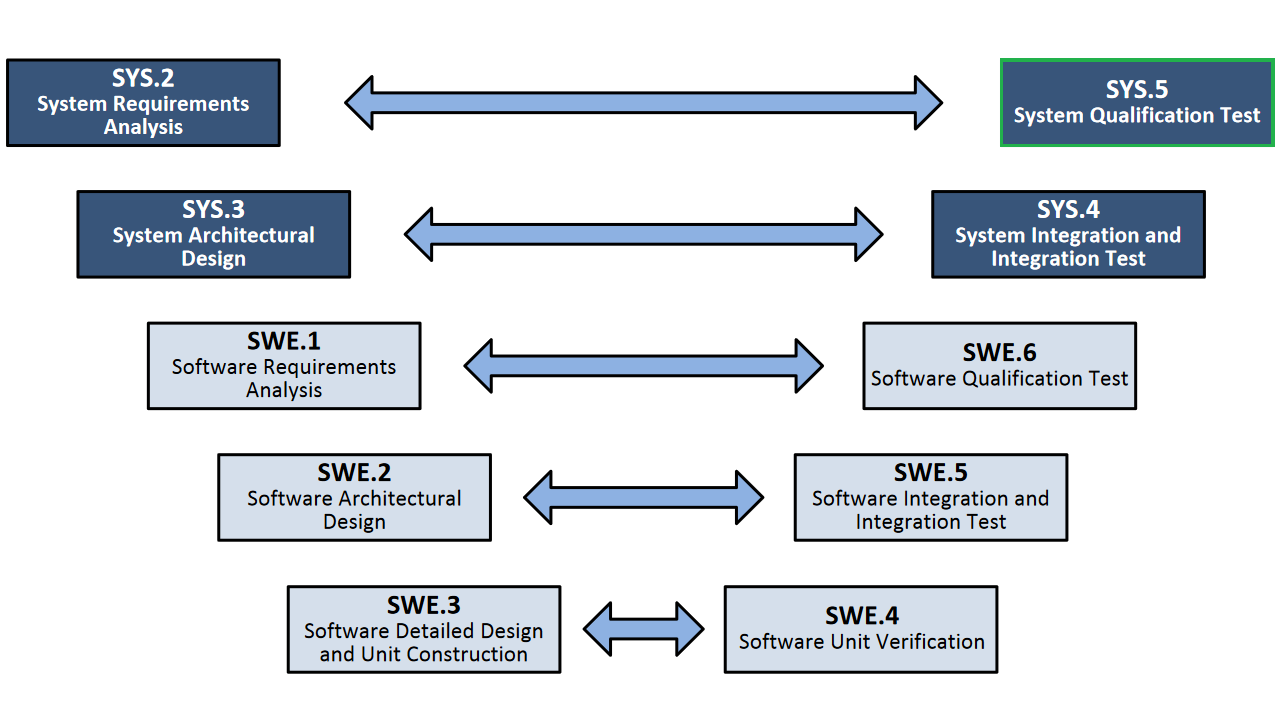 SYS.2
System Requirements
Analysis
SYS.5
System Qualification Test
SYS.3
System Architectural
Design
SYS.4
System Integration and
Integration Test
SWE.1
Software Requirements
Analysis
SWE.6
Software Qualification Test
SWE.2
Software Architectural
Design
SWE.5
Software Integration and
Integration Test
SWE.3
Software Detailed Design
and Unit Construction
SWE.4
Software Unit Verification